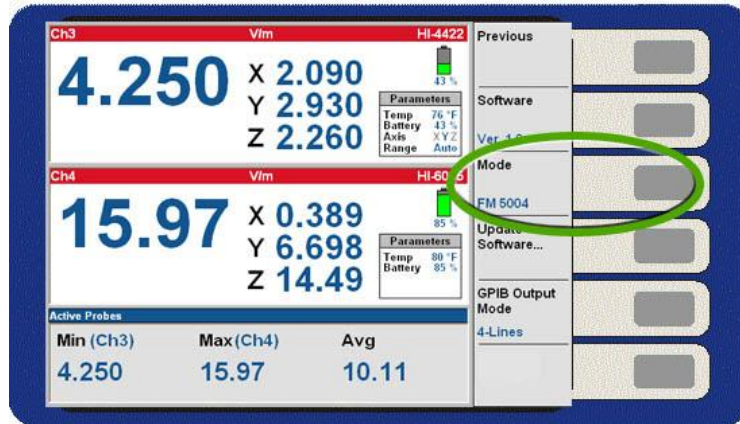 Ch3 V/m HI-4422
4.250
X 2.090
Y 2.930
Z 2.260
43 %
Parameters
Temp 76 °F
Battery 43 %
Axis XYZ
Range Auto
Ch4 V/m
15.97
X 0.389
Y 6.698
Z 14.49
85 %
Parameters
Temp 80 °F
Battery 85 %
Active Probes
Min (Ch3) Max(Ch4) Avg
4.250 15.97 10.11
Previous
Software
Ver.
Mode
FM 5004
Update
Software...
GPIB Output
Mode
4-Lines